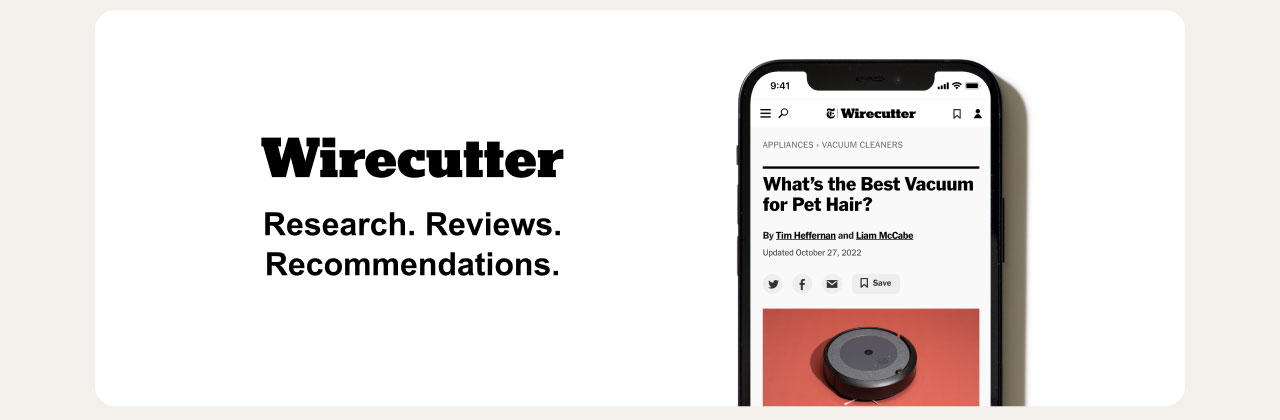 Wirecutter
Research. Reviews.
Recommendations.
9:41
Wirecutter
APPLIANCES › VACUUM CLEANERS
What's the Best Vacuum
for Pet Hair?
By Tim Heffernan and Liam McCabe
Updated October 27, 2022
Save